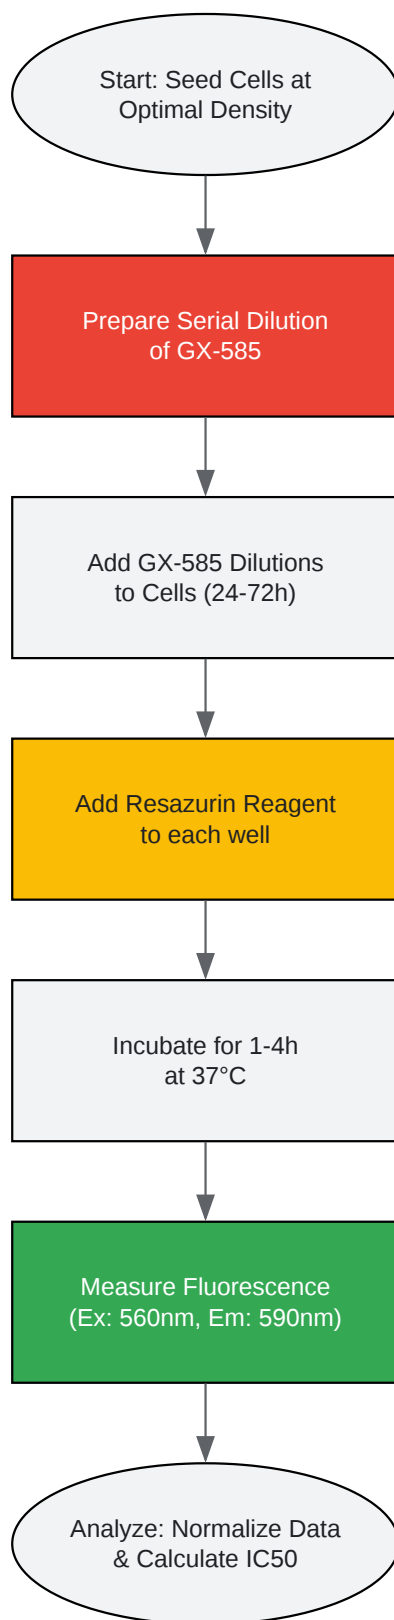 Start: Seed Cells at
Optimal Density
Prepare Serial Dilution
of GX-585
Add GX-585 Dilutions
to Cells (24-72h)
Add Resazurin Reagent
to each well
Incubate for 1-4h
at 37°C
Measure Fluorescence
(Ex: 560nm, Em: 590nm)
Analyze: Normalize Data
& Calculate IC50